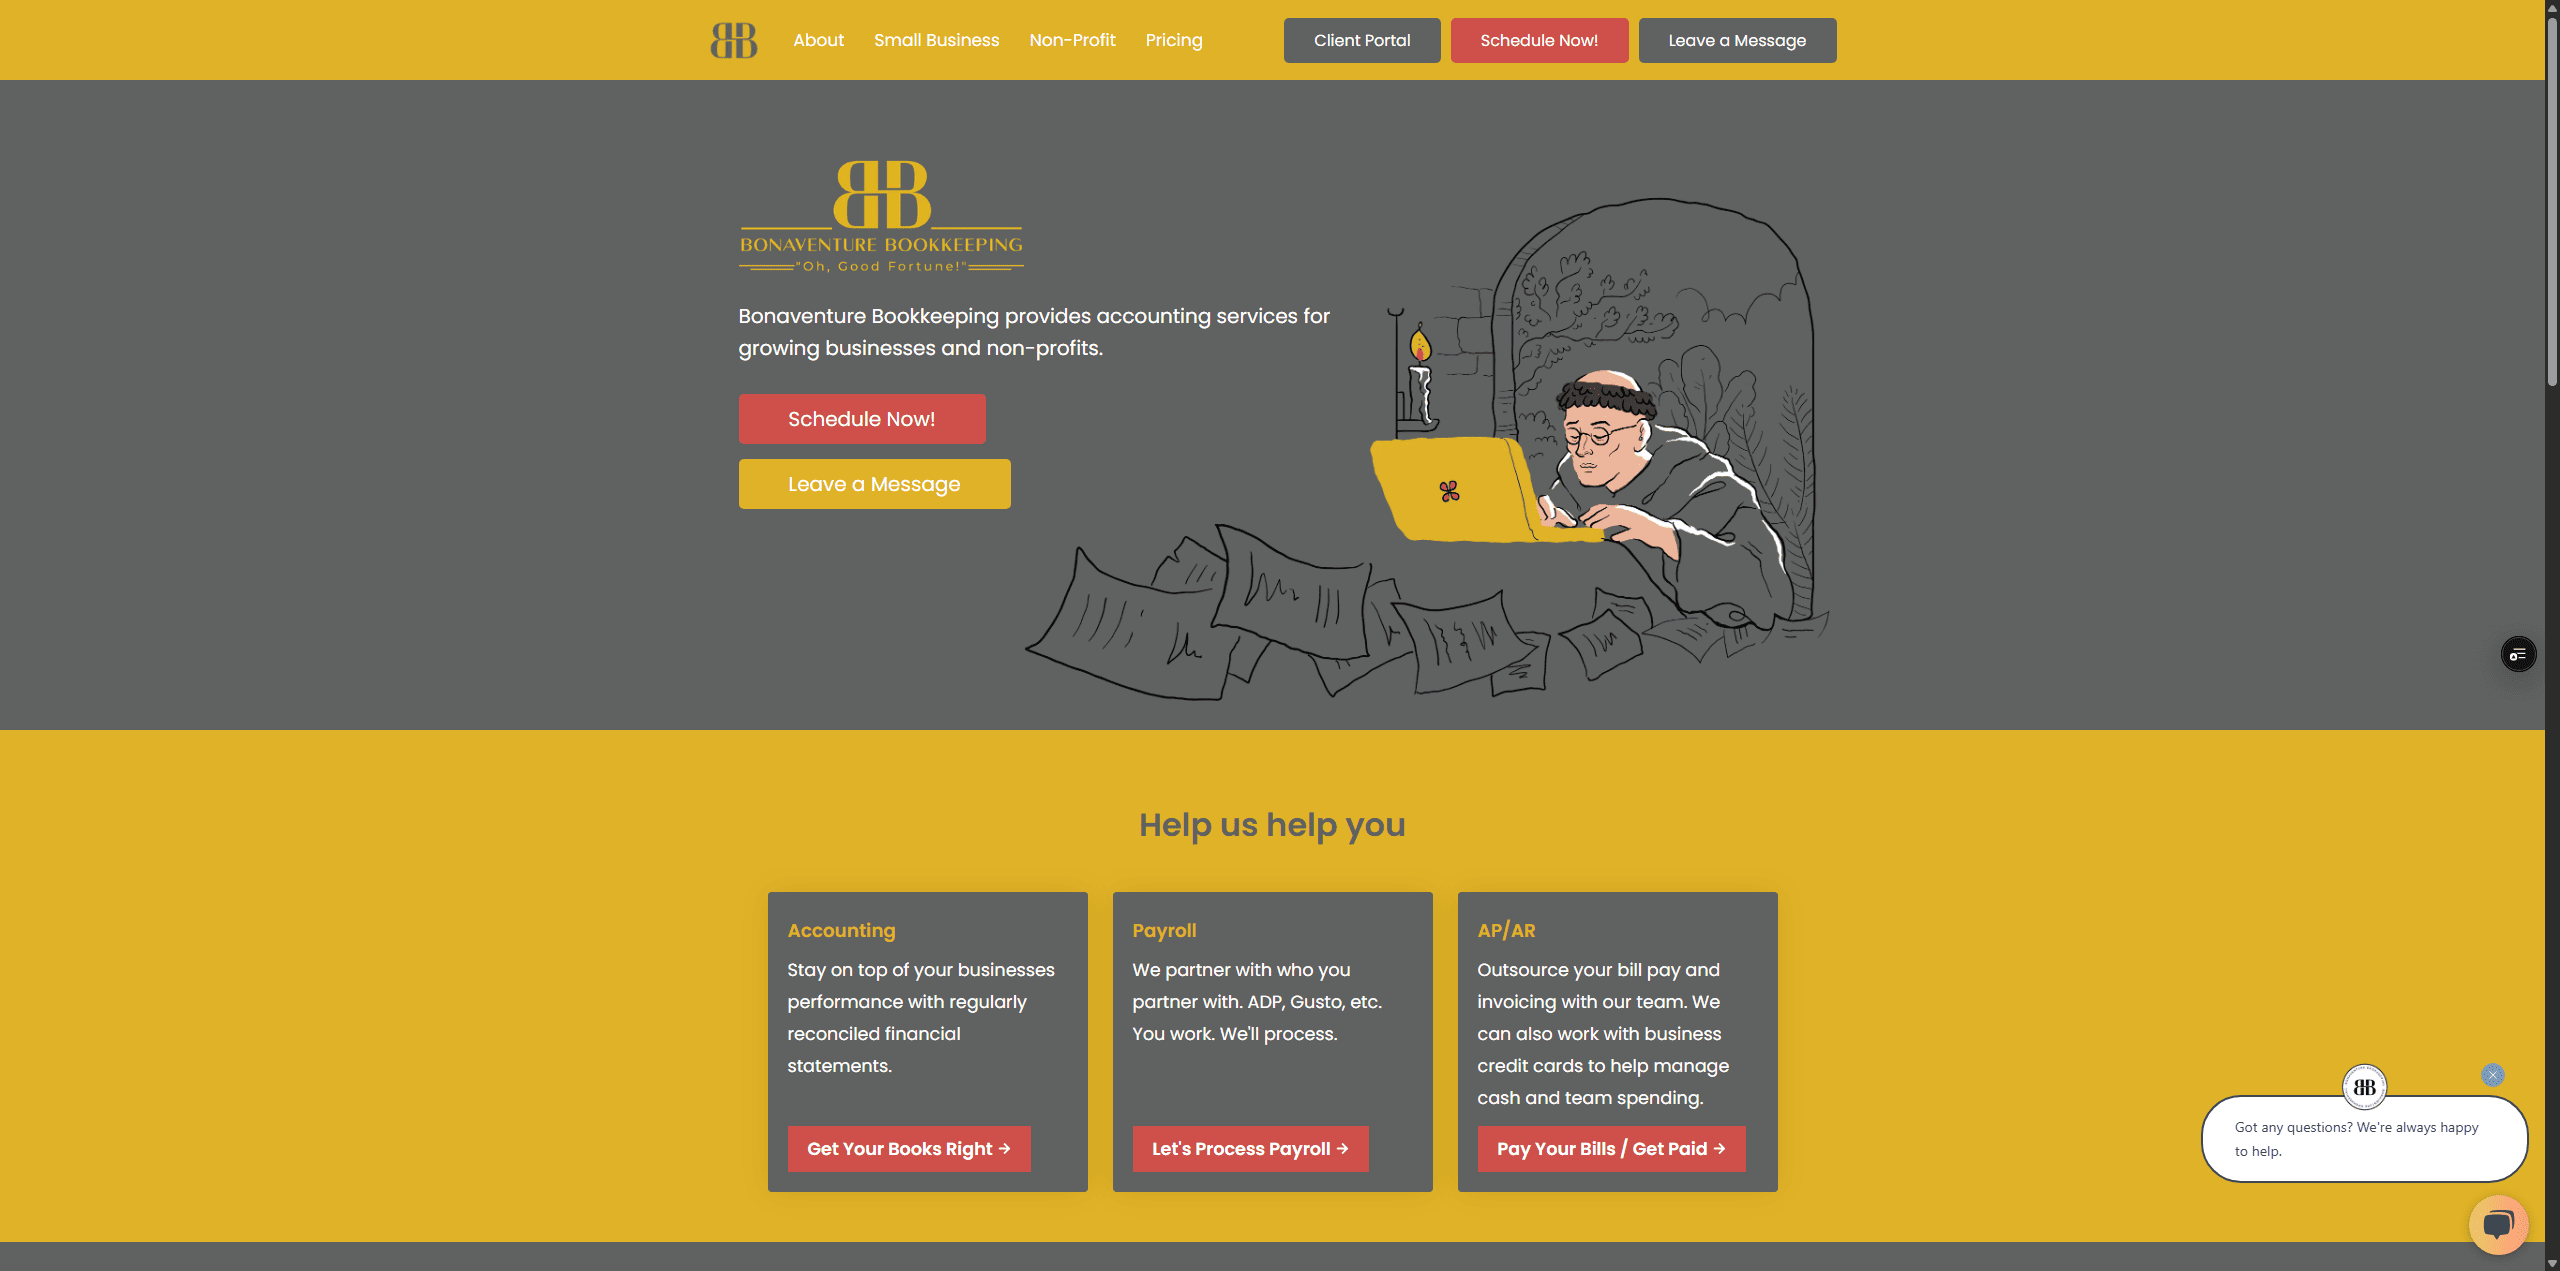 BB
About
Small Business
Non-Profit
Pricing
Client Portal
Schedule Now!
Leave a Message
BB
BONAVENTURE BOOKKEEPING
"Oh, Good Fortune!"
Bonaventure Bookkeeping provides accounting services for
growing businesses and non-profits.
Schedule Now!
Leave a Message
Help us help you
Accounting
Stay on top of your businesses
performance with regularly
reconciled financial
statements.
Get Your Books Right →
Payroll
We partner with who you
partner with. ADP, Gusto, etc.
You work. We'll process.
Let's Process Payroll →
AP/AR
Outsource your bill pay and
invoicing with our team. We
can also work with business
credit cards to help manage
cash and team spending.
Pay Your Bills / Get Paid →
BB
Got any questions? We're always happy
to help.